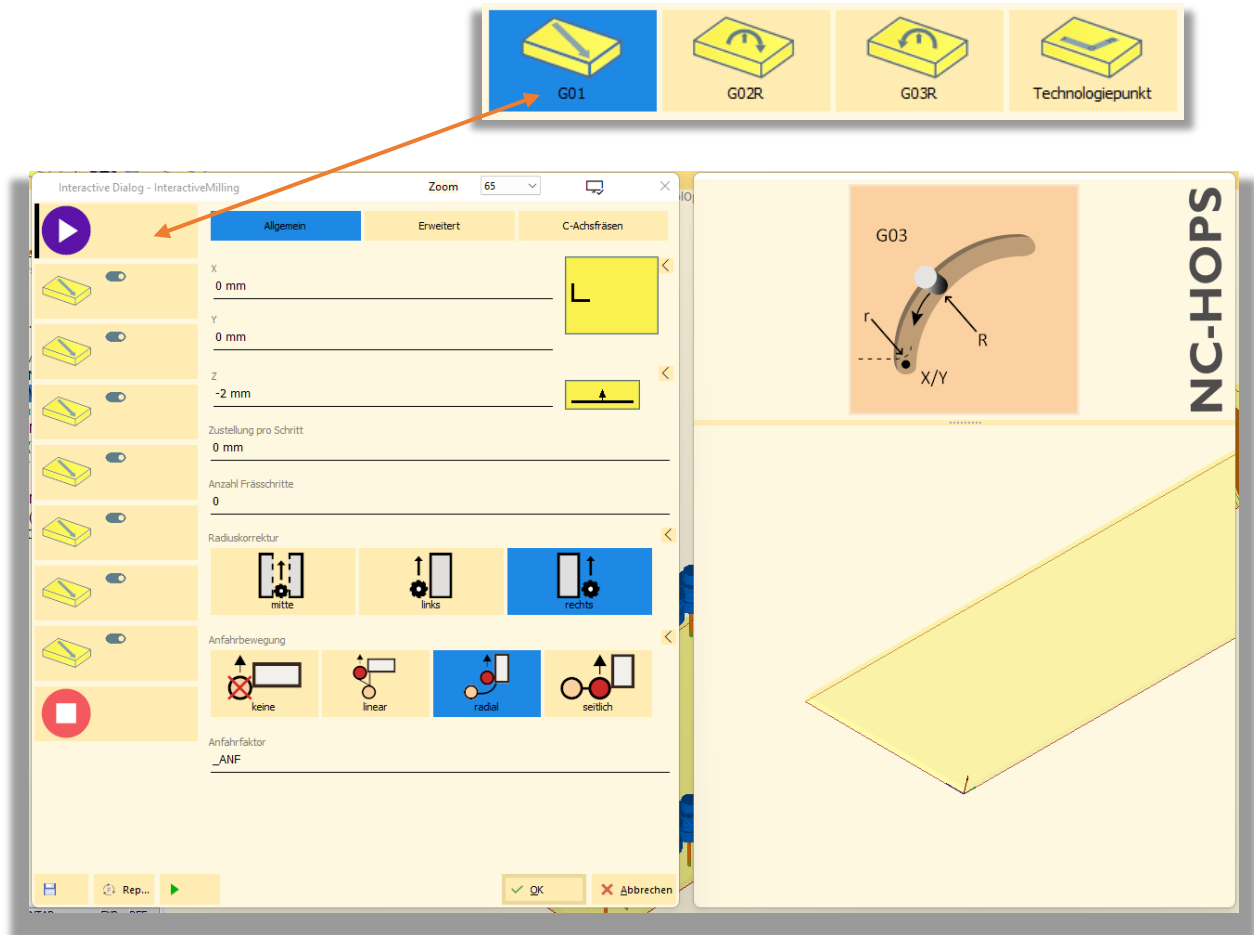 G01
G02R
G03R
Technologiepunkt
Interactive Dialog - InteractiveMilling
Zoom
65
Allgemein
Erweitert
C-Achsfräsen
X
0 mm
Y
0 mm
Z
-2 mm
Zustellung pro Schritt
0 mm
Anzahl Frässchritte
0
Radiuskorrektur
mitte
links
rechts
Anfahrbewegung
keine
linear
radial
seitlich
Anfahrfaktor
_ANF
Rep...
OK
Abbrechen
G03
r
R
X/Y
NC-HOPS